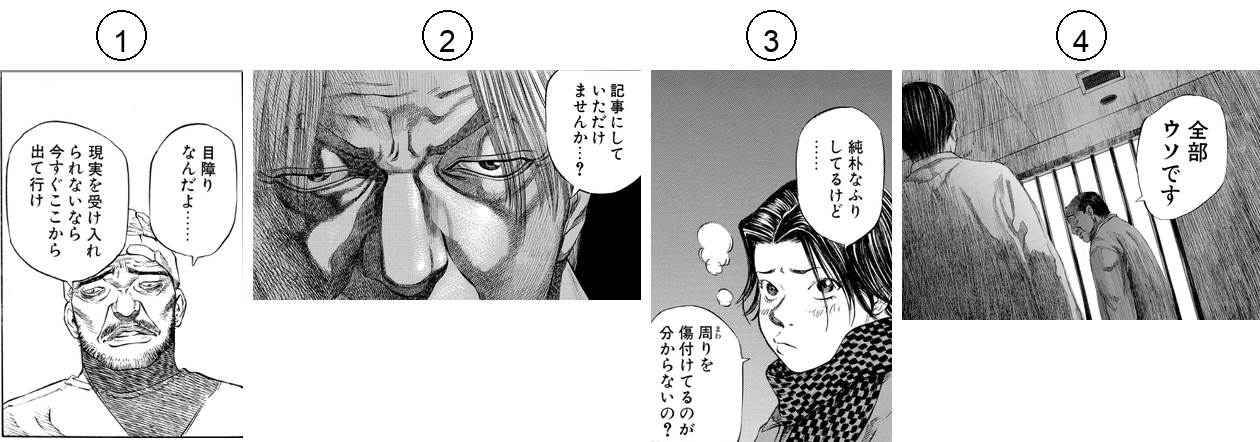 1
目障り
なんだよ……
現実を受け入れ
られないなら
今すぐここから
出て行け
2
記事にして
いただけ
ませんか…?
3
純朴なふり
してるけど
……
周りを
まわ
傷付けてるのが
分からないの?
4
全部
ウソです